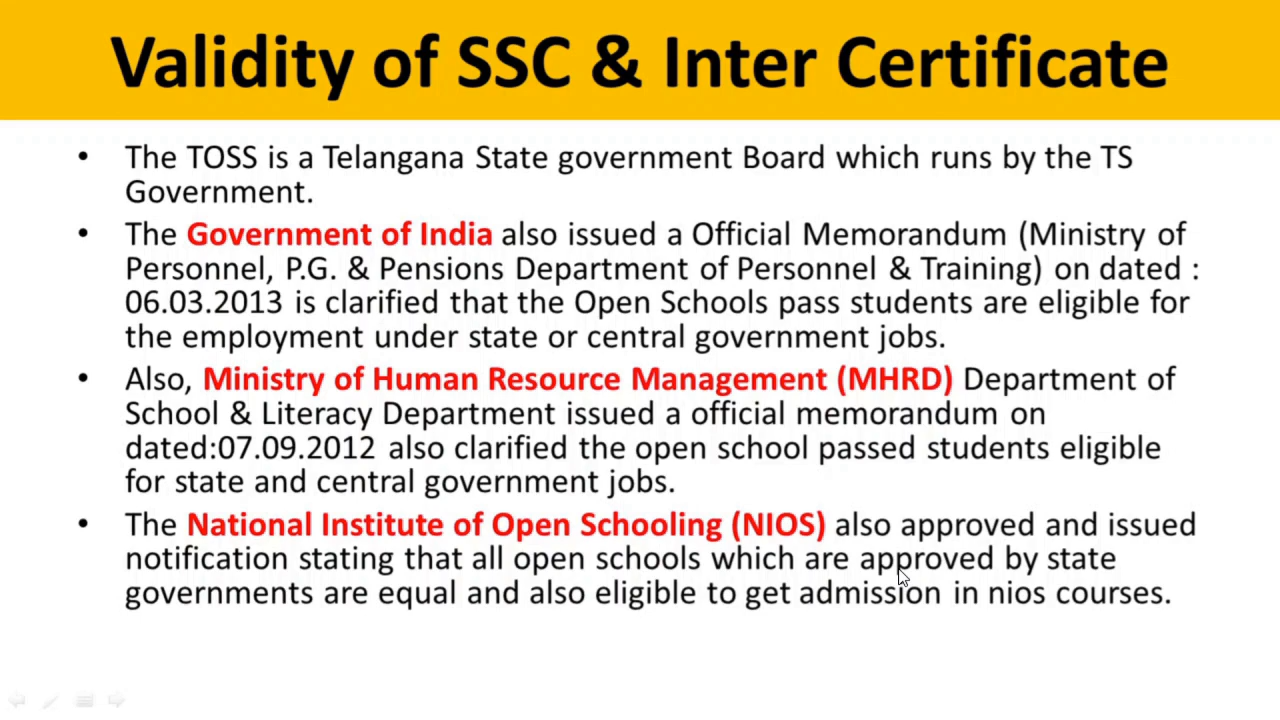 Validity of SSC & Inter Certificate
• The TOSS is a Telangana State government Board which runs by the TS
Government.
• The Government of India also issued a Official Memorandum (Ministry of
Personnel, P.G. & Pensions Department of Personnel & Training) on dated :
06.03.2013 is clarified that the Open Schools pass students are eligible for
the employment under state or central government jobs.
• Also, Ministry of Human Resource Management (MHRD) Department of
School & Literacy Department issued a official memorandum on
dated:07.09.2012 also clarified the open school passed students eligible
for state and central government jobs.
• The National Institute of Open Schooling (NIOS) also approved and issued
notification stating that all open schools which are approved by state
governments are equal and also eligible to get admission in nios courses.